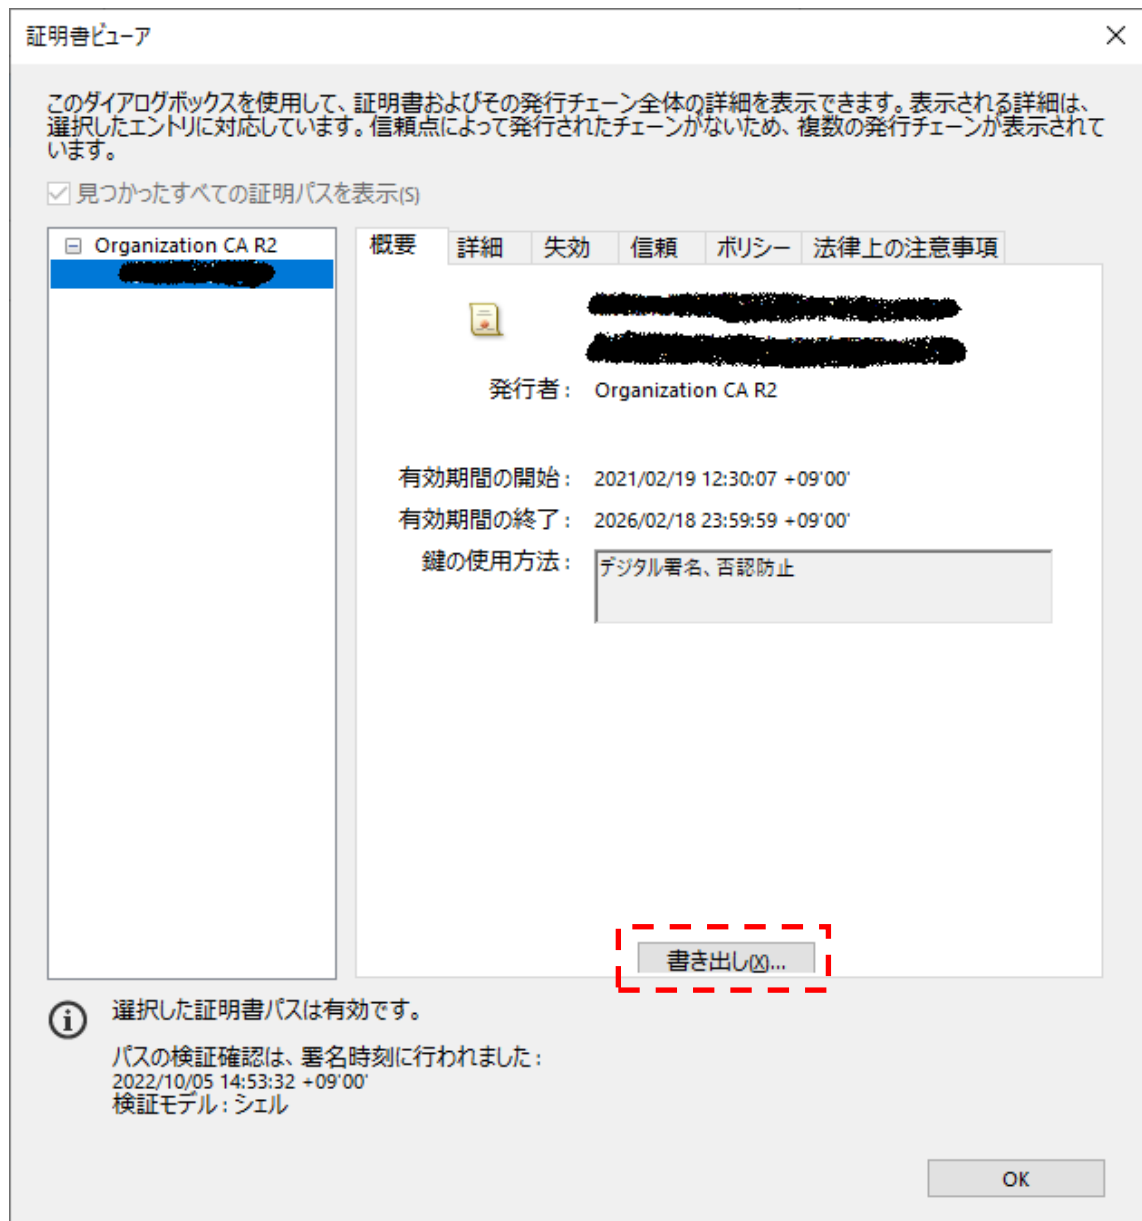 証明書ビューア
このダイアログボックスを使用して、証明書およびその発行チェーン全体の詳細を表示できます。表示される詳細は、
選択したエントリに対応しています。信頼点によって発行されたチェーンがないため、複数の発行チェーンが表示されて
います。
見つかったすべての証明パスを表示(S)
Organization CA R2
概要 詳細 失効 信頼 ポリシー 法律上の注意事項
発行者： Organization CA R2
有効期間の開始： 2021/02/19 12:30:07 +09'00'
有効期間の終了： 2026/02/18 23:59:59 +09'00'
鍵の使用方法： デジタル署名、否認防止
書き出し(X)...
選択した証明書パスは有効です。
パスの検証確認は、署名時刻に行われました：
2022/10/05 14:53:32 +09'00'
検証モデル：シェル
OK